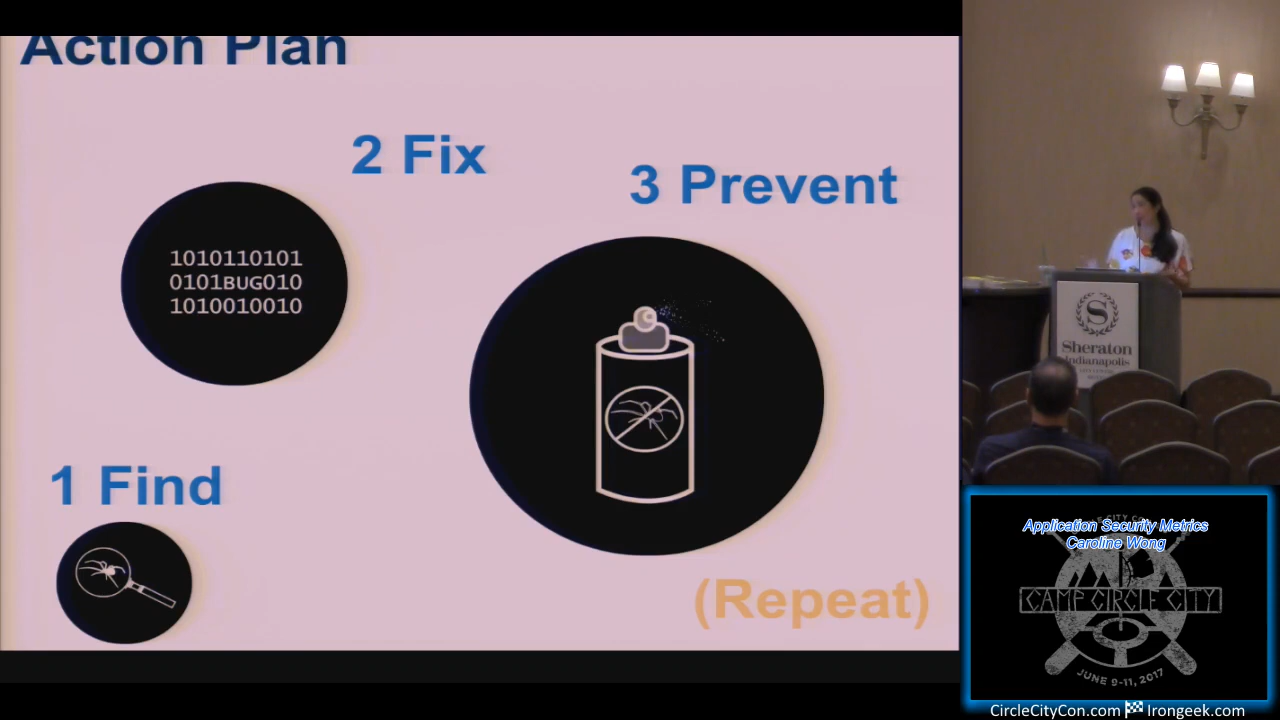 Action Plan
2 Fix
3 Prevent
1010110101
0101BUG010
1010010010
1 Find
(Repeat)
S
Sheraton
Indianapolis
Application Security Metrics
Caroline Wong
CAMP CIRCLE CITY
JUNE 9-11, 2017
CircleCityCon.com Irongeek.com